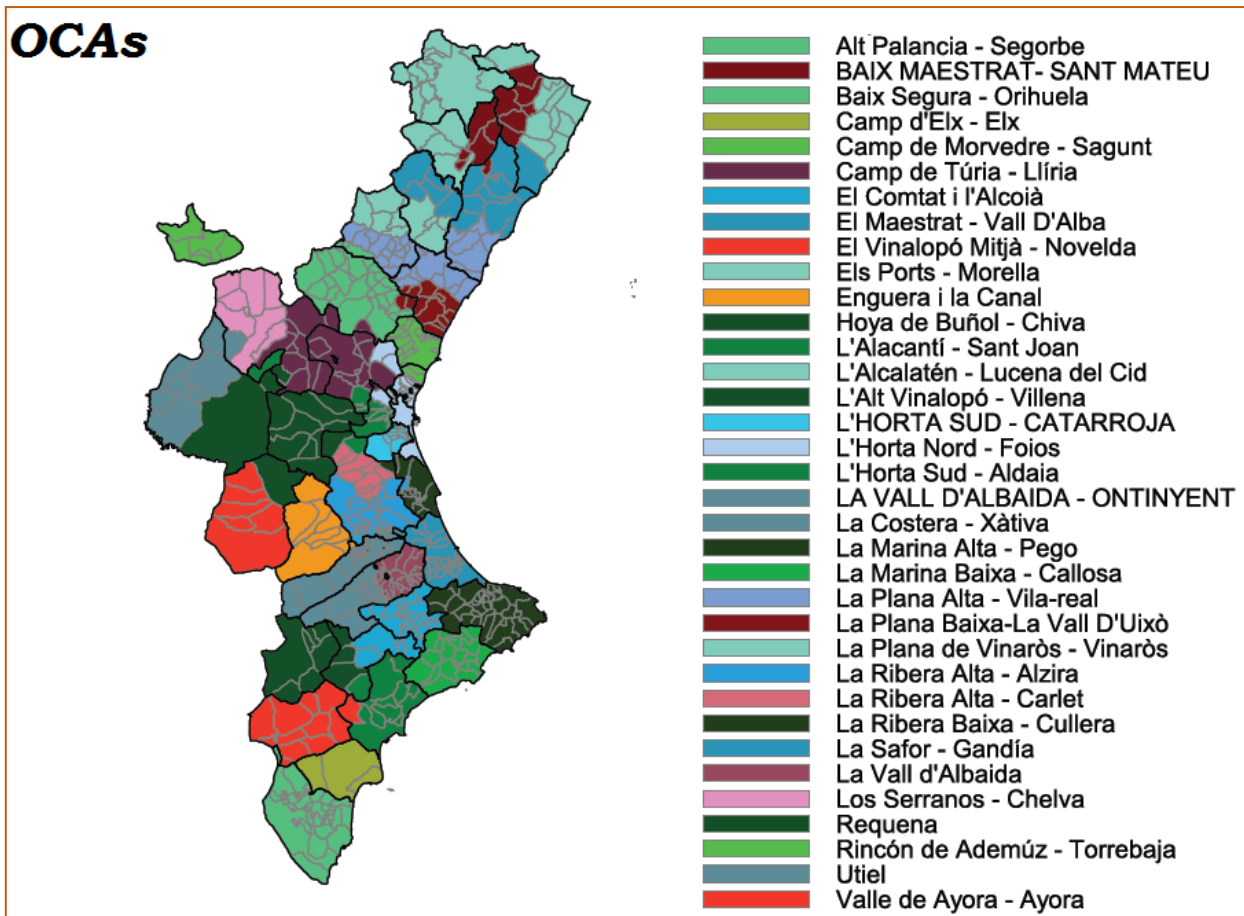 OCAs
Alt Palancia - Segorbe
BAIX MAESTRAT- SANT MATEU
Baix Segura - Orihuela
Camp d'Elx - Elx
Camp de Morvedre - Sagunt
Camp de Túria - Llíria
El Comtat i l'Alcoià
El Maestrat - Vall D'Alba
El Vinalopó Mitjà - Novelda
Els Ports - Morella
Enguera i la Canal
Hoya de Buñol - Chiva
L'Alacantí - Sant Joan
L'Alcalatén - Lucena del Cid
L'Alt Vinalopó - Villena
L'HORTA SUD - CATARROJA
L'Horta Nord - Foios
L'Horta Sud - Aldaia
LA VALL D'ALBAIDA - ONTINYENT
La Costera - Xàtiva
La Marina Alta - Pego
La Marina Baixa - Callosa
La Plana Alta - Vila-real
La Plana Baixa-La Vall D'Uixò
La Plana de Vinaròs - Vinaròs
La Ribera Alta - Alzira
La Ribera Alta - Carlet
La Ribera Baixa - Cullera
La Safor - Gandía
La Vall d'Albaida
Los Serranos - Chelva
Requena
Rincón de Ademúz - Torrebaja
Utiel
Valle de Ayora - Ayora